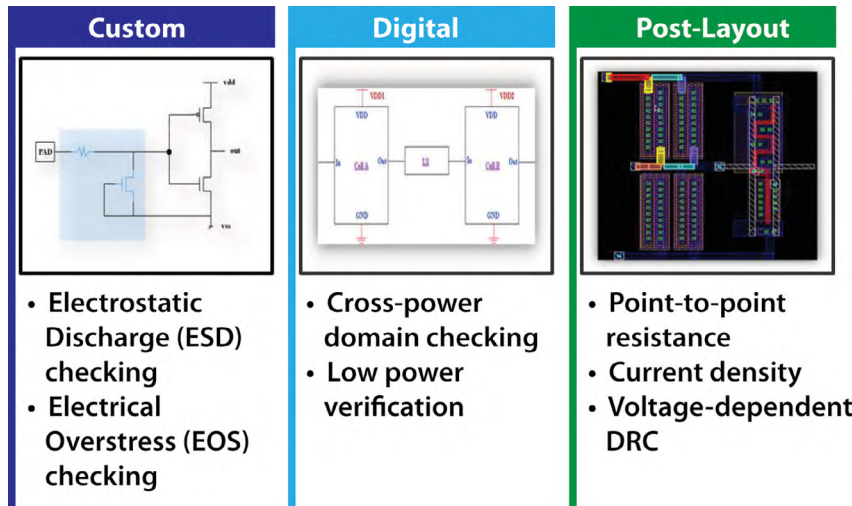 Custom
Digital
Post-Layout
vdd
PAD
out
vss
VDD1
VDD2
VDD
VDD
In
Cell A
Out
LS
In
Cell B
Out
GND
GND
• Electrostatic
Discharge (ESD)
checking
• Electrical
Overstress (EOS)
checking
• Cross-power
domain checking
• Low power
verification
• Point-to-point
resistance
• Current density
• Voltage-dependent
DRC